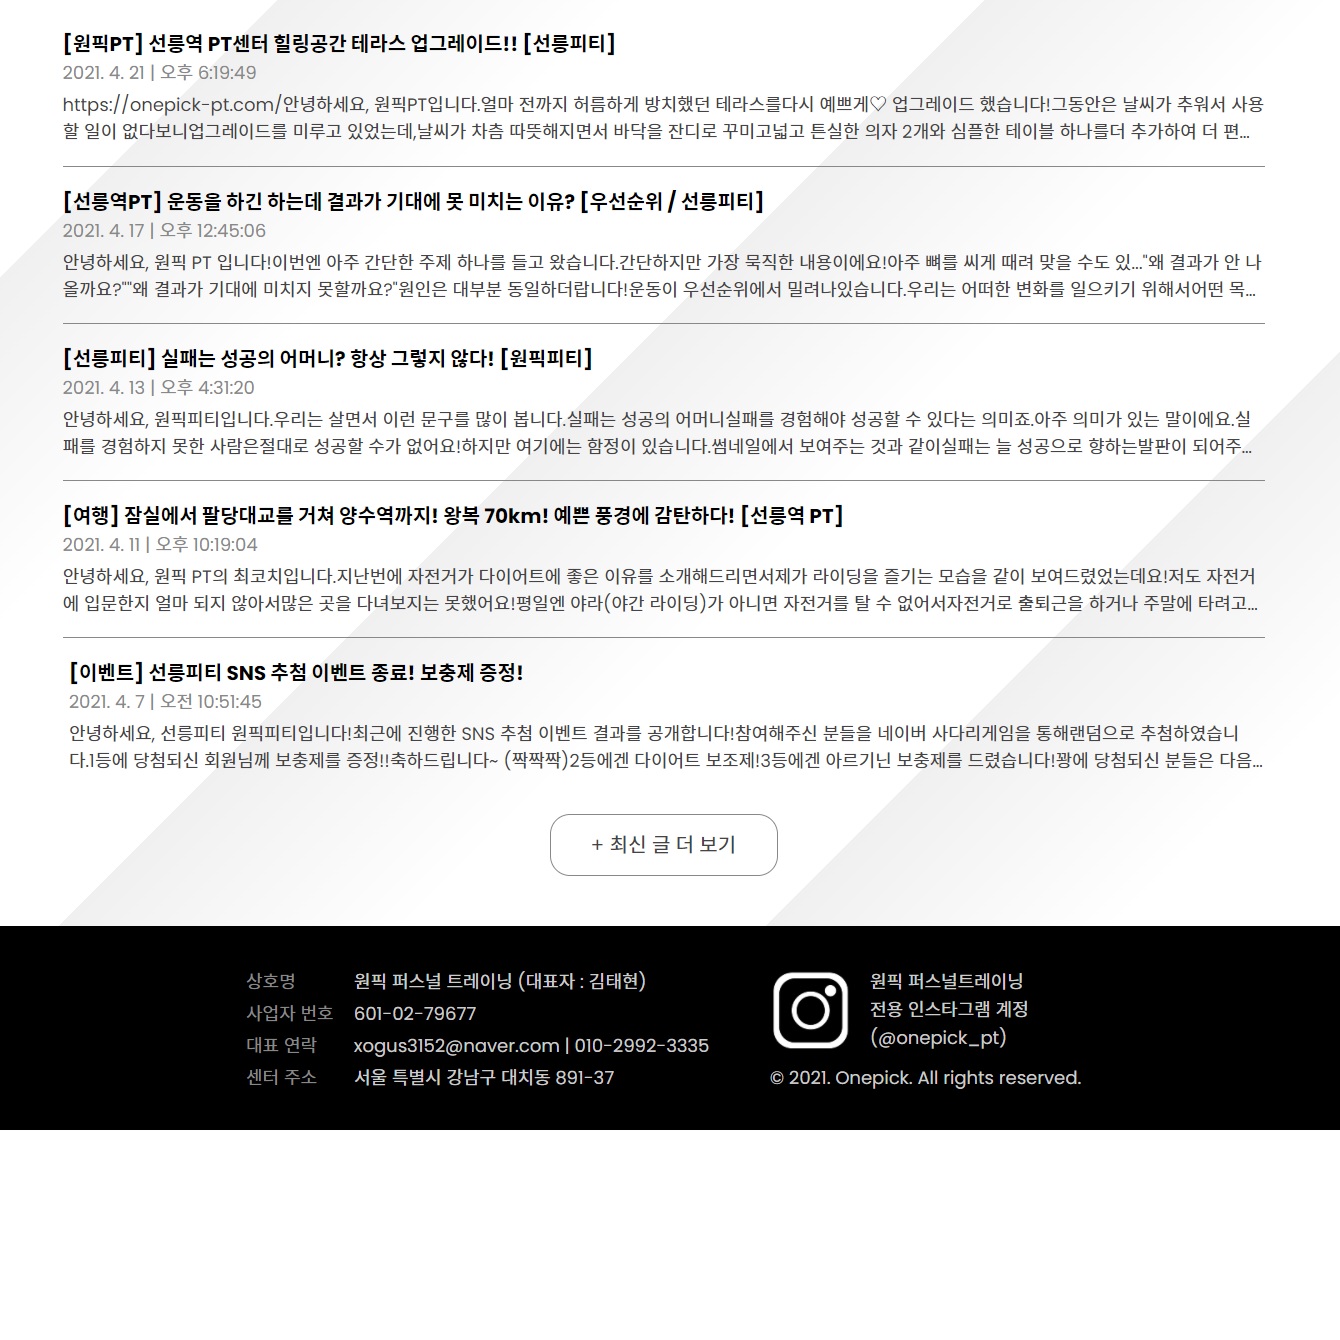 [원픽PT] 선릉역 PT센터 힐링공간 테라스 업그레이드!! [선릉피티]
2021. 4. 21 | 오후 6:19:49
https://onepick-pt.com/안녕하세요, 원픽PT입니다.얼마 전까지 허름하게 방치했던 테라스를다시 예쁘게♡ 업그레이드 했습니다!그동안은 날씨가 추워서 사용
할 일이 없다보니업그레이드를 미루고 있었는데,날씨가 차츰 따뜻해지면서 바닥을 잔디로 꾸미고넓고 튼실한 의자 2개와 심플한 테이블 하나를더 추가하여 더 편...
[선릉역PT] 운동을 하긴 하는데 결과가 기대에 못 미치는 이유? [우선순위 / 선릉피티]
2021. 4. 17 | 오후 12:45:06
안녕하세요, 원픽 PT 입니다!이번엔 아주 간단한 주제 하나를 들고 왔습니다.간단하지만 가장 묵직한 내용이에요!아주 뼈를 씨게 때려 맞을 수도 있..."왜 결과가 안 나
올까요?""왜 결과가 기대에 미치지 못할까요?"원인은 대부분 동일하더랍니다!운동이 우선순위에서 밀려나있습니다.우리는 어떠한 변화를 일으키기 위해서어떤 목...
[선릉피티] 실패는 성공의 어머니? 항상 그렇지 않다! [원픽피티]
2021. 4. 13 | 오후 4:31:20
안녕하세요, 원픽피티입니다.우리는 살면서 이런 문구를 많이 봅니다.실패는 성공의 어머니실패를 경험해야 성공할 수 있다는 의미죠.아주 의미가 있는 말이에요.실
패를 경험하지 못한 사람은절대로 성공할 수가 없어요!하지만 여기에는 함정이 있습니다.썸네일에서 보여주는 것과 같이실패는 늘 성공으로 향하는발판이 되어주...
[여행] 잠실에서 팔당대교를 거쳐 양수역까지! 왕복 70km! 예쁜 풍경에 감탄하다! [선릉역 PT]
2021. 4. 11 | 오후 10:19:04
안녕하세요, 원픽 PT의 최코치입니다.지난번에 자전거가 다이어트에 좋은 이유를 소개해드리면서제가 라이딩을 즐기는 모습을 같이 보여드렸었는데요!저도 자전거
에 입문한지 얼마 되지 않아서많은 곳을 다녀보지는 못했어요!평일엔 야라(야간 라이딩)가 아니면 자전거를 탈 수 없어서자전거로 출퇴근을 하거나 주말에 타려고...
[이벤트] 선릉피티 SNS 추첨 이벤트 종료! 보충제 증정!
2021. 4. 7 | 오전 10:51:45
안녕하세요, 선릉피티 원픽피티입니다!최근에 진행한 SNS 추첨 이벤트 결과를 공개합니다!참여해주신 분들을 네이버 사다리게임을 통해랜덤으로 추첨하였습니
다.1등에 당첨되신 회원님께 보충제를 증정!!축하드립니다~ (짝짝짝)2등에겐 다이어트 보조제!3등에겐 아르기닌 보충제를 드렸습니다!꽝에 당첨되신 분들은 다음...
+ 최신 글 더 보기
상호명 원픽 퍼스널 트레이닝 (대표자 : 김태현)
사업자 번호 601-02-79677
대표 연락 xogus3152@naver.com | 010-2992-3335
센터 주소 서울 특별시 강남구 대치동 891-37
원픽 퍼스널트레이닝
전용 인스타그램 계정
(@onepick_pt)
© 2021. Onepick. All rights reserved.